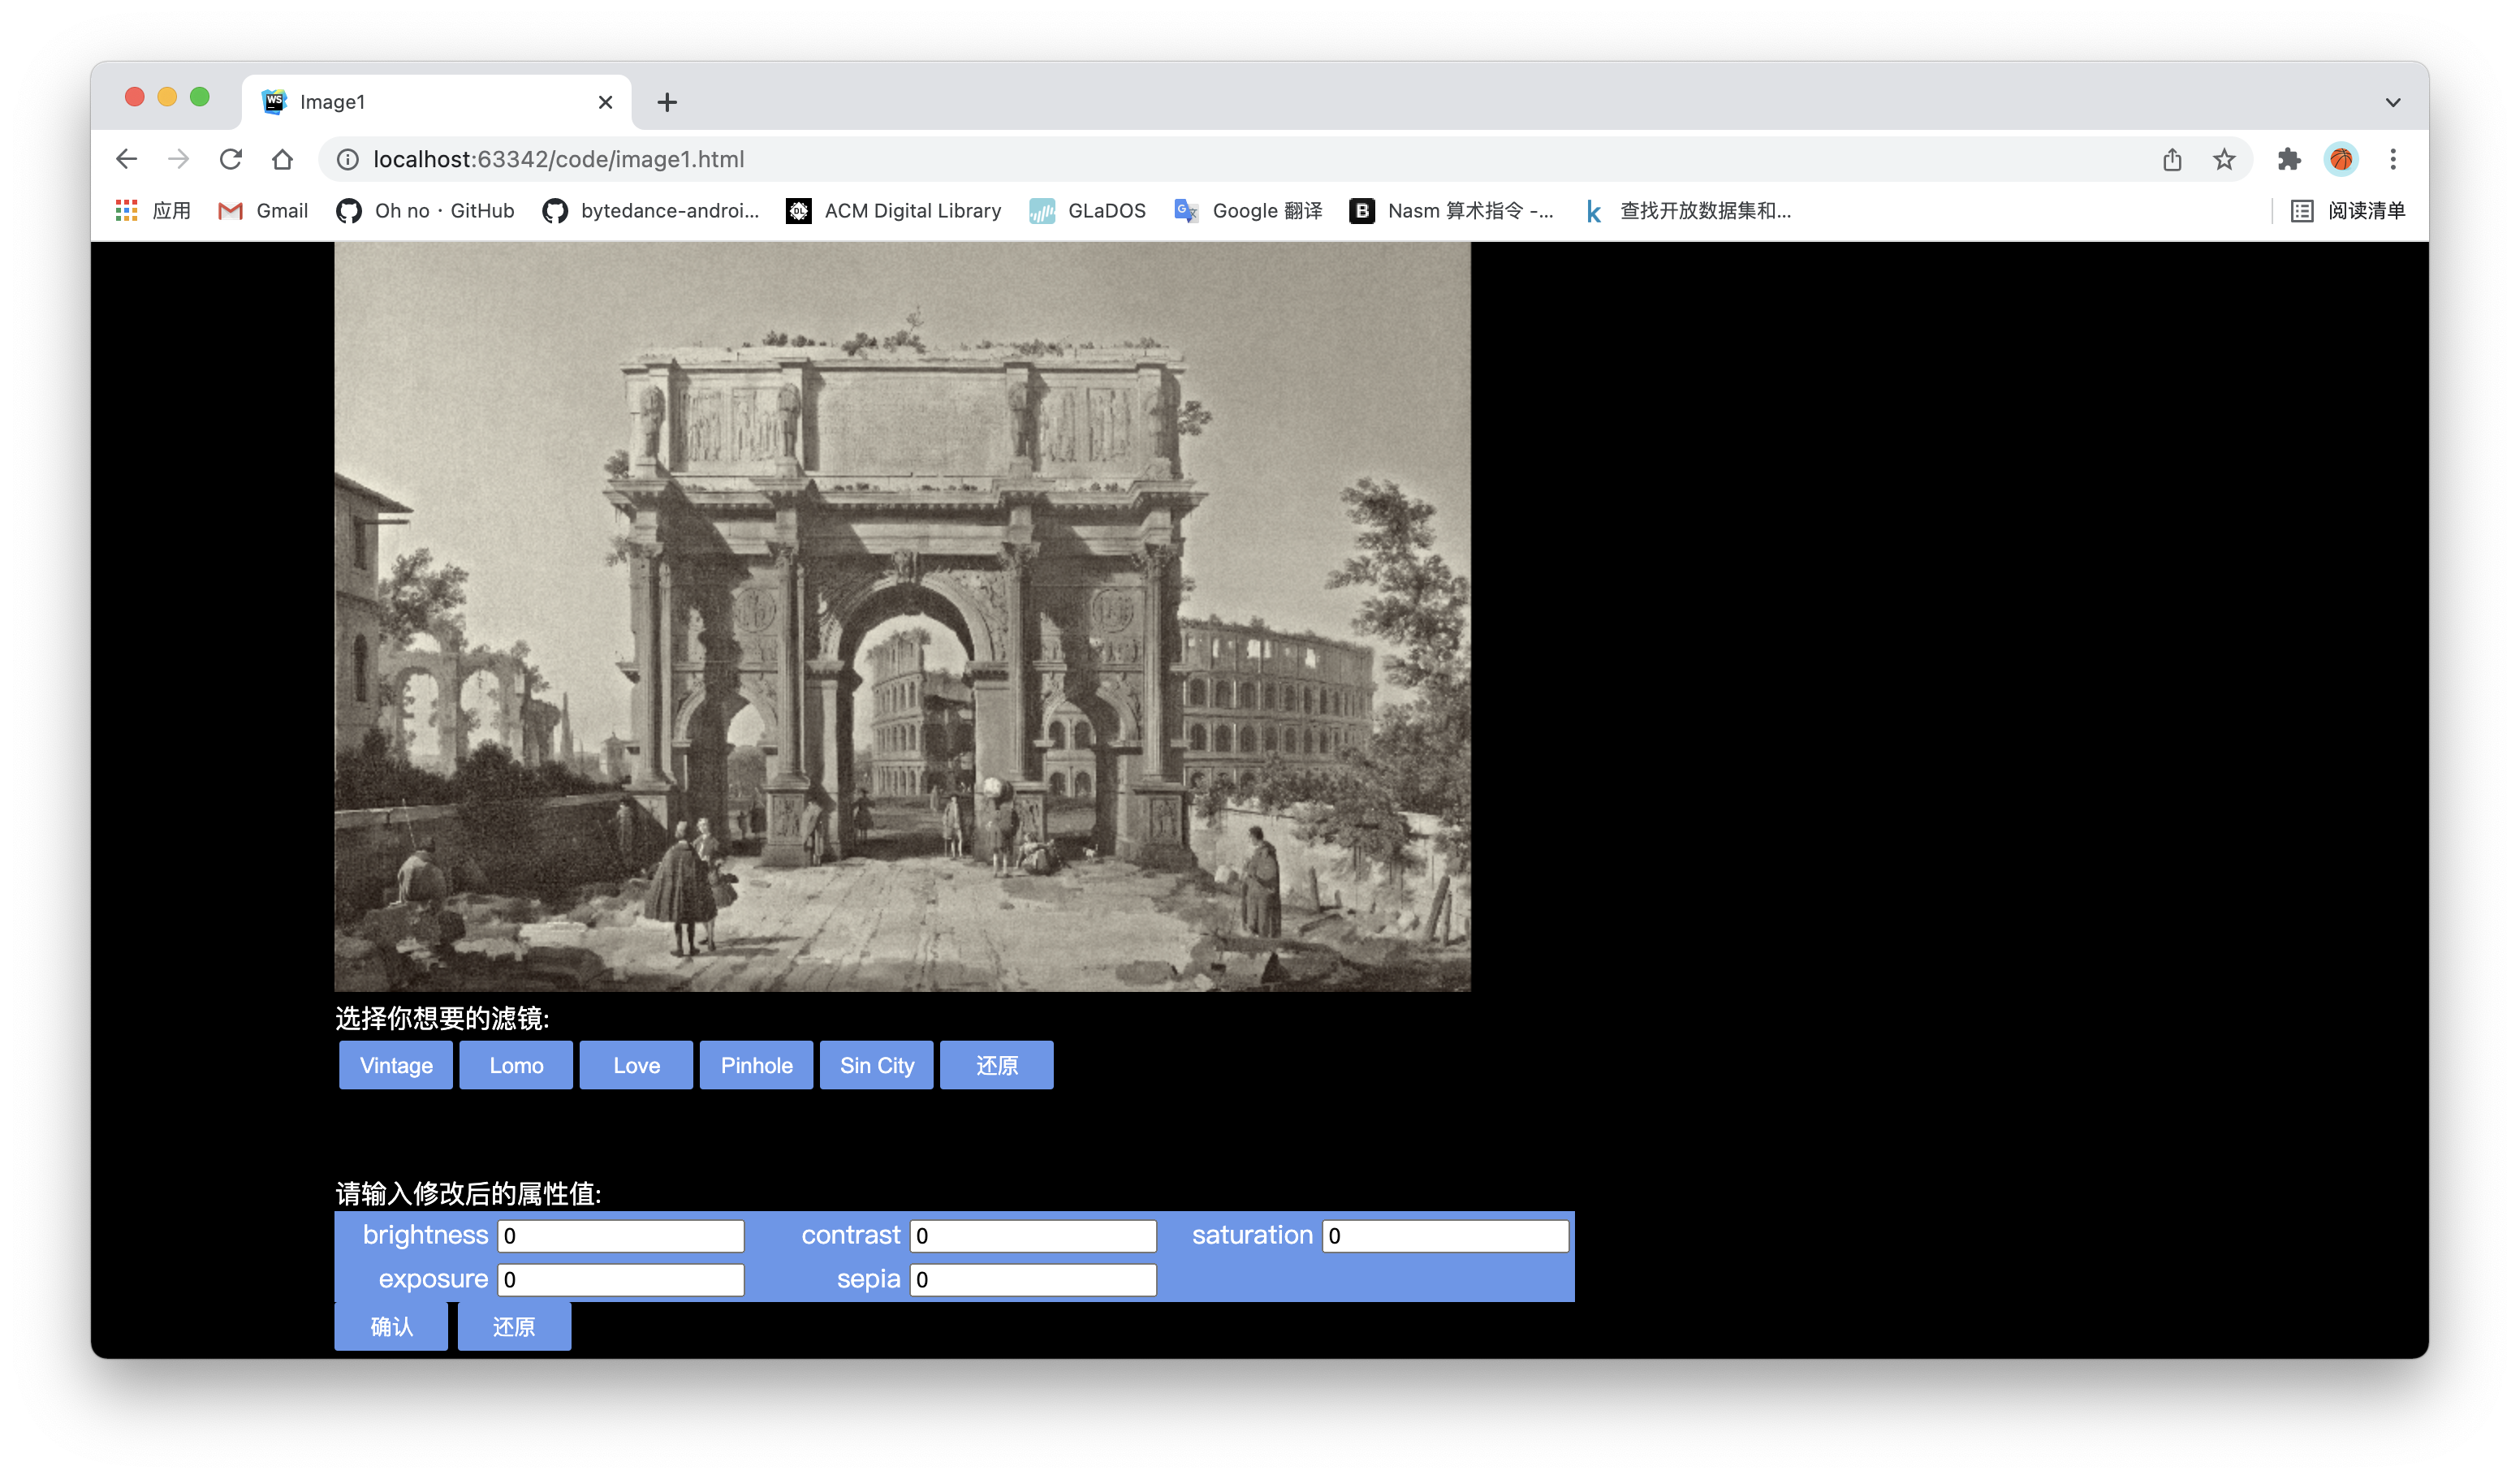 Image1
localhost:63342/code/image1.html
应用 Gmail Oh no · GitHub bytedance-androi... ACM Digital Library GLaDOS Google 翻译 Nasm 算术指令 -... 查找开放数据集和... 阅读清单
选择你想要的滤镜:
Vintage Lomo Love Pinhole Sin City 还原
请输入修改后的属性值:
brightness 0 contrast 0 saturation 0
exposure 0 sepia 0
确认 还原